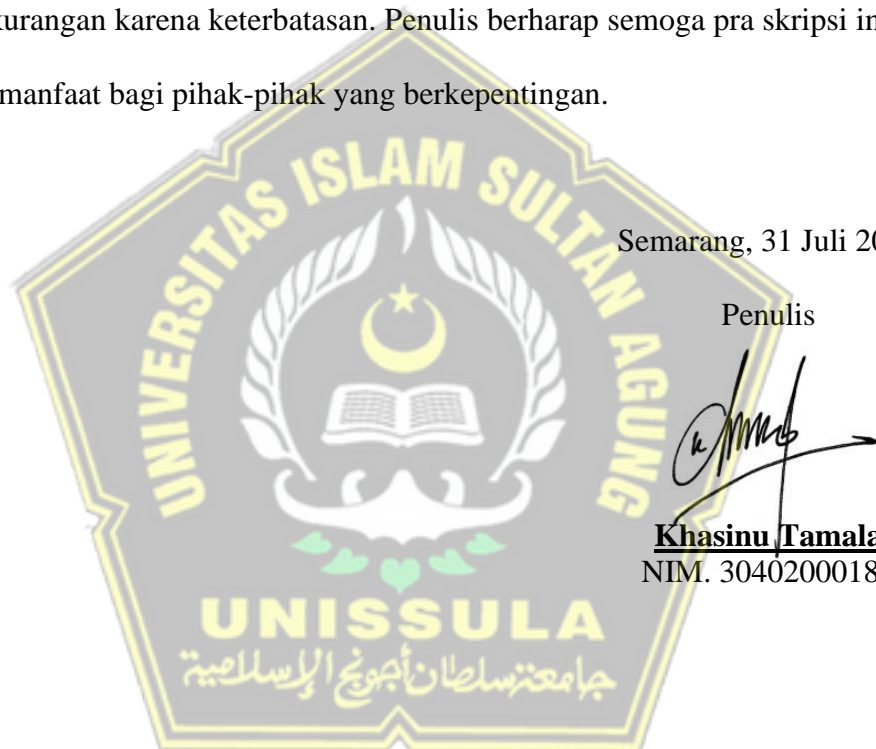 kurangan karena keterbatasan. Penulis berharap semoga pra skripsi in
manfaat bagi pihak-pihak yang berkepentingan.
UNIVERSITAS ISLAM SULTAN AGUNG
Semarang, 31 Juli 20
Penulis
Khasinu Tamala
NIM. 3040200018
UNISSULA
جامعة سلطان أجونج الإسلامية